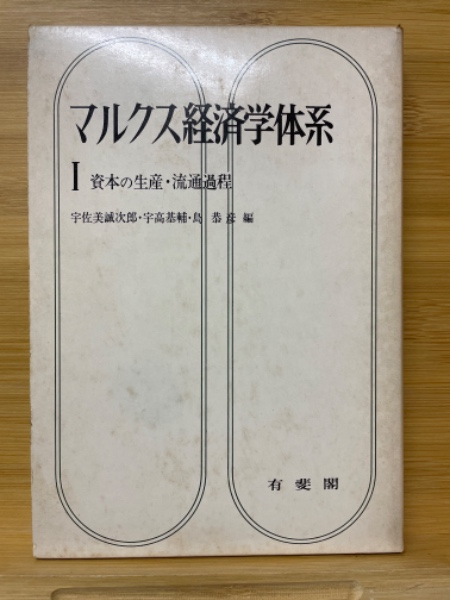 マルクス経済学体系
I 資本の生産・流通過程
宇佐美誠次郎・宇高基輔・島 恭彦 編
有斐閣